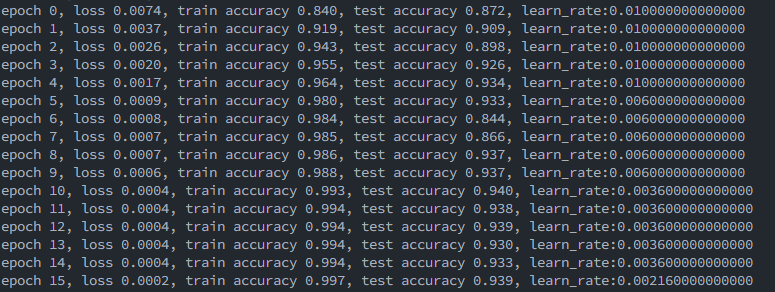 epoch 0, loss 0.0074, train accuracy 0.840, test accuracy 0.872, learn_rate:0.010000000000000
epoch 1, loss 0.0037, train accuracy 0.919, test accuracy 0.909, learn_rate:0.010000000000000
epoch 2, loss 0.0026, train accuracy 0.943, test accuracy 0.898, learn_rate:0.010000000000000
epoch 3, loss 0.0020, train accuracy 0.955, test accuracy 0.926, learn_rate:0.010000000000000
epoch 4, loss 0.0017, train accuracy 0.964, test accuracy 0.934, learn_rate:0.010000000000000
epoch 5, loss 0.0009, train accuracy 0.980, test accuracy 0.933, learn_rate:0.006000000000000
epoch 6, loss 0.0008, train accuracy 0.984, test accuracy 0.844, learn_rate:0.006000000000000
epoch 7, loss 0.0007, train accuracy 0.985, test accuracy 0.866, learn_rate:0.006000000000000
epoch 8, loss 0.0007, train accuracy 0.986, test accuracy 0.937, learn_rate:0.006000000000000
epoch 9, loss 0.0006, train accuracy 0.988, test accuracy 0.937, learn_rate:0.006000000000000
epoch 10, loss 0.0004, train accuracy 0.993, test accuracy 0.940, learn_rate:0.003600000000000
epoch 11, loss 0.0004, train accuracy 0.994, test accuracy 0.938, learn_rate:0.003600000000000
epoch 12, loss 0.0004, train accuracy 0.994, test accuracy 0.939, learn_rate:0.003600000000000
epoch 13, loss 0.0004, train accuracy 0.994, test accuracy 0.930, learn_rate:0.003600000000000
epoch 14, loss 0.0004, train accuracy 0.994, test accuracy 0.933, learn_rate:0.003600000000000
epoch 15, loss 0.0002, train accuracy 0.997, test accuracy 0.939, learn_rate:0.002160000000000